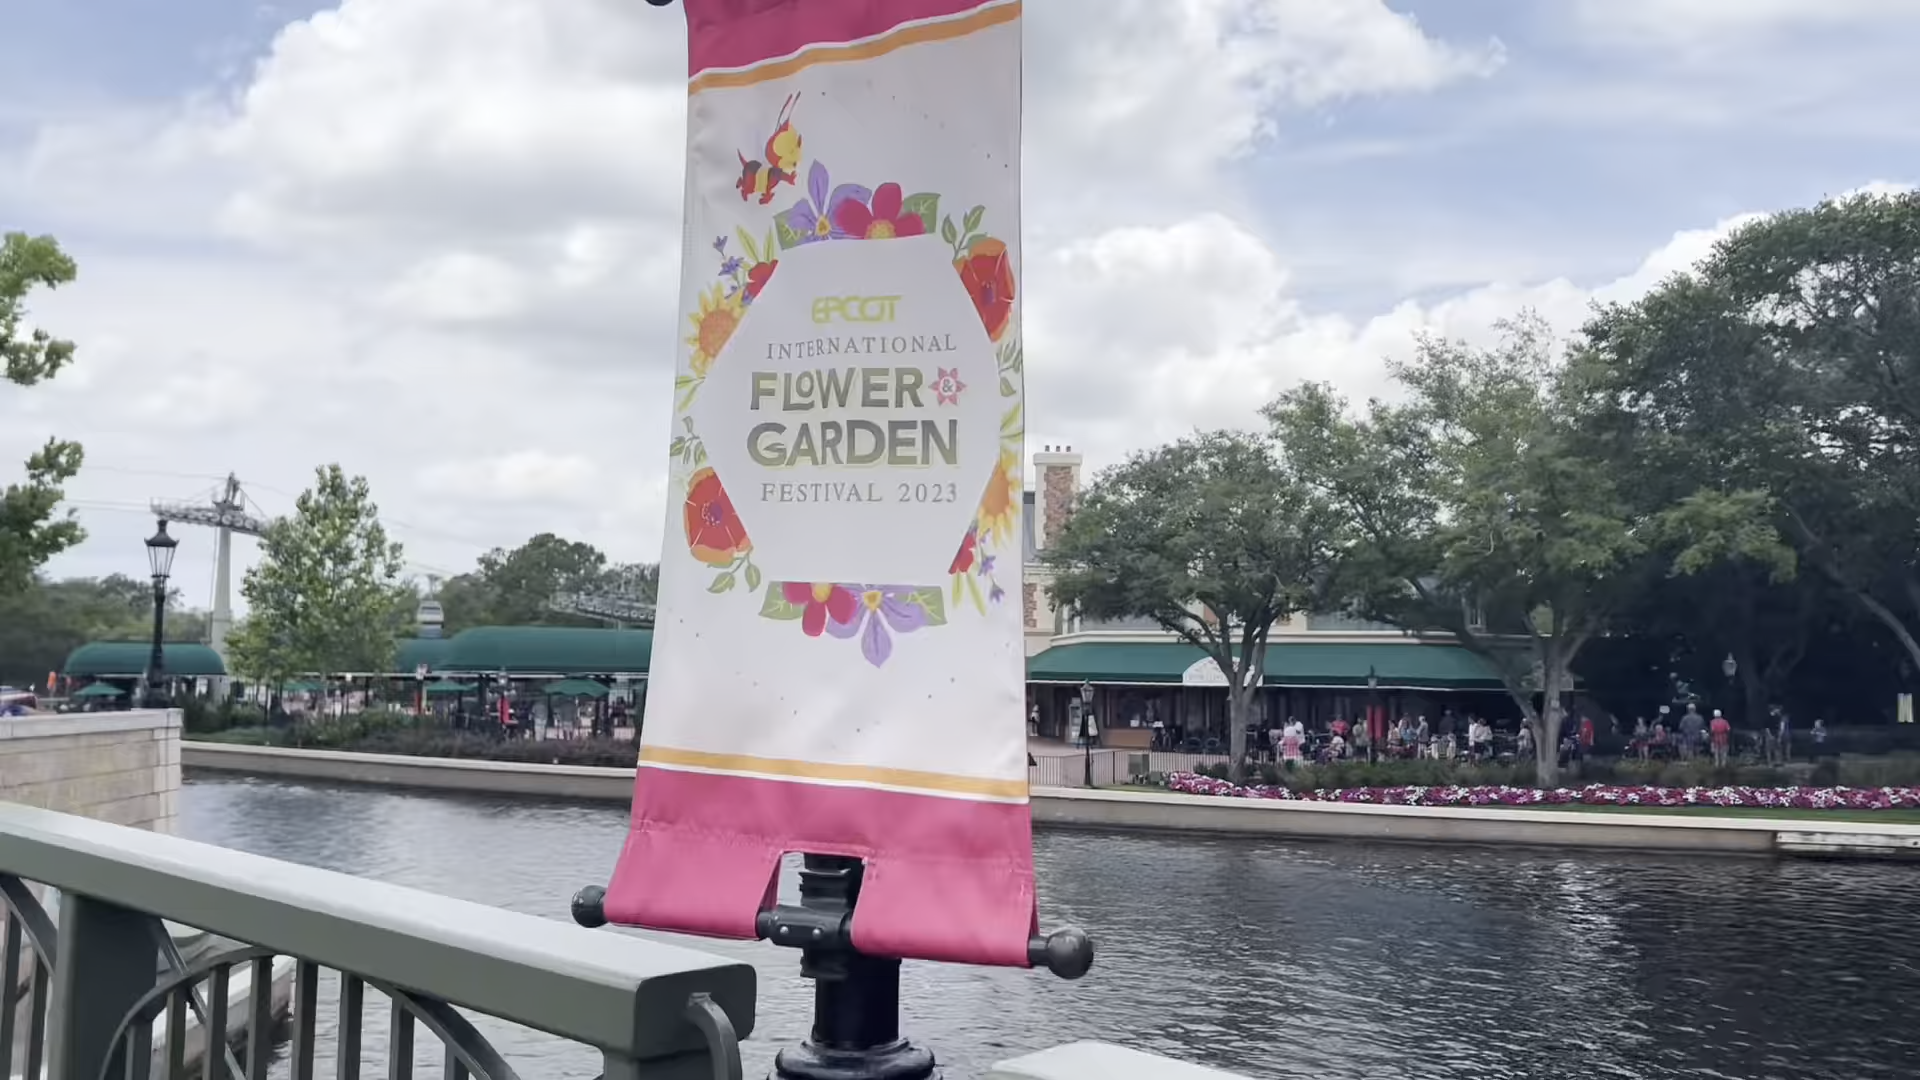 EPCOT
INTERNATIONAL
FLOWER &
GARDEN
FESTIVAL 2023